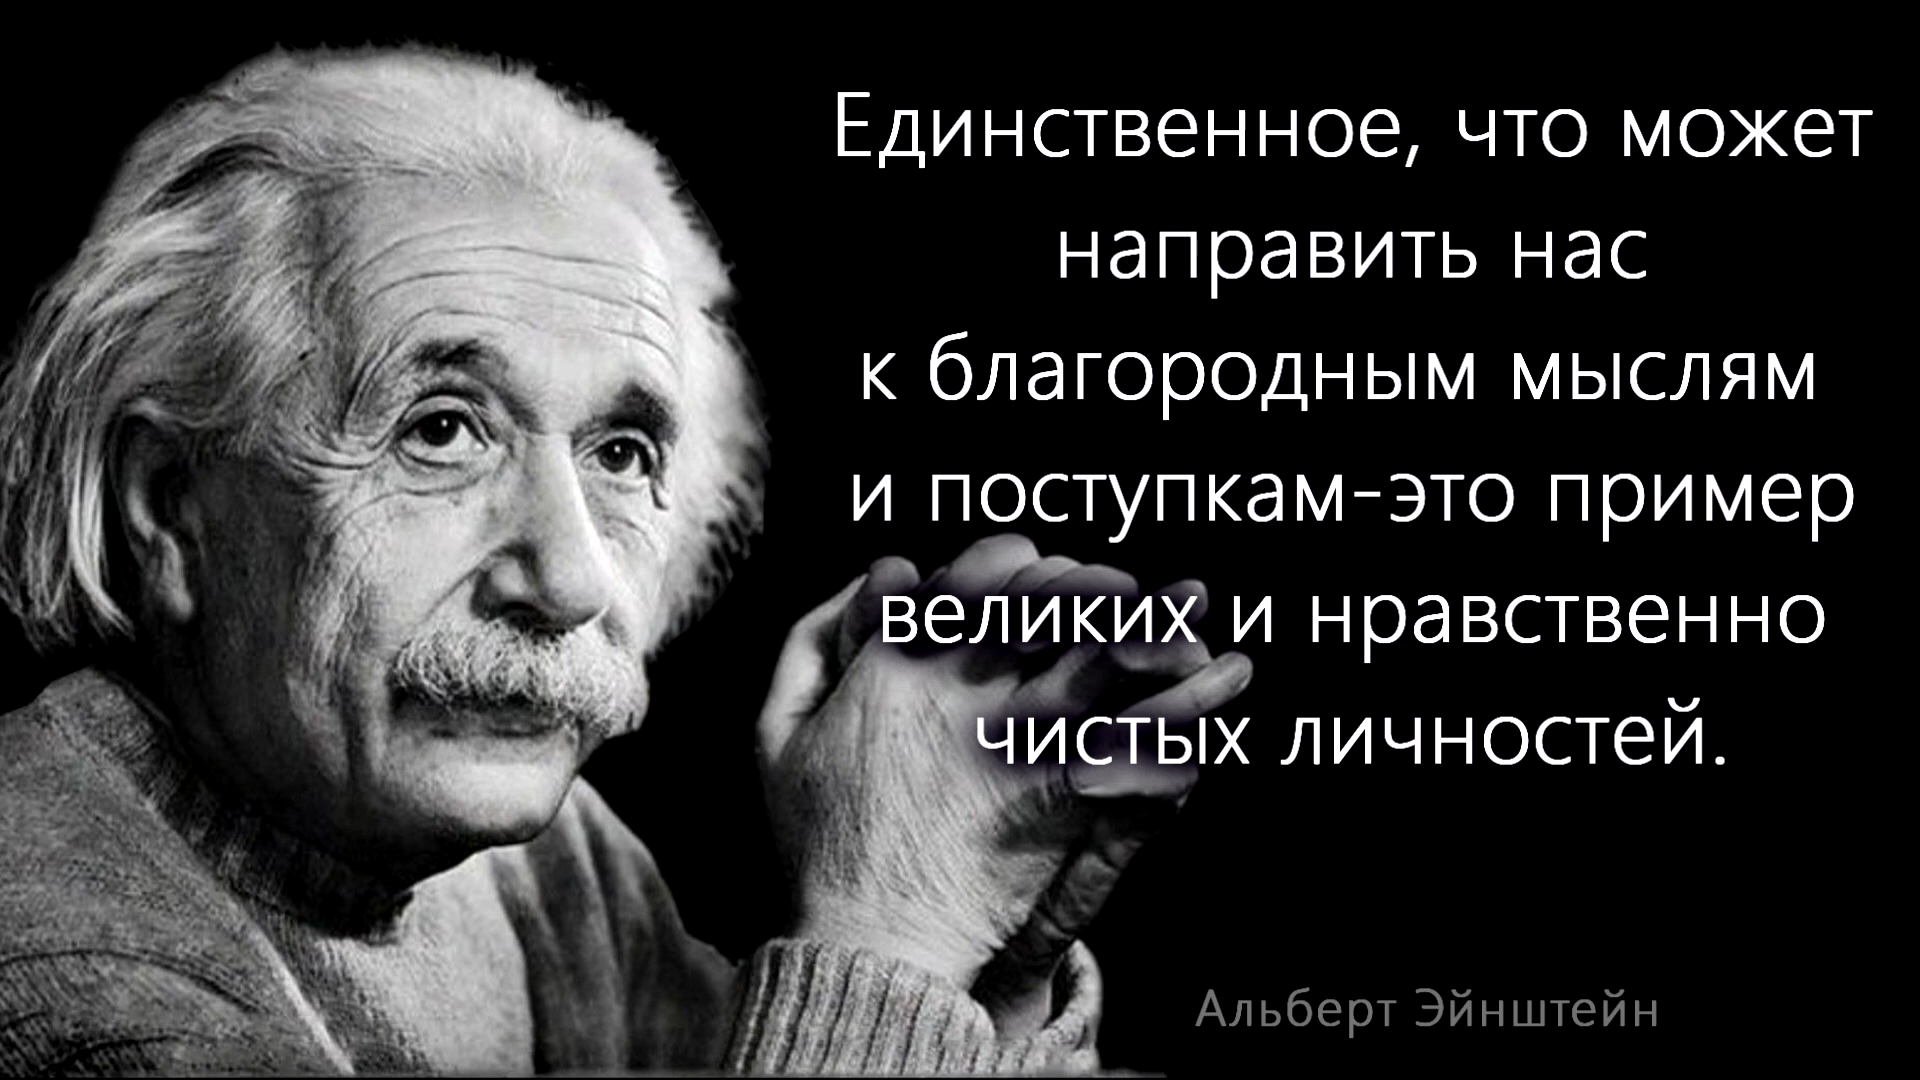 Единственное, что может
направить нас
к благородным мыслям
и поступкам-это пример
великих и нравственно
чистых личностей.
Альберт Эйнштейн